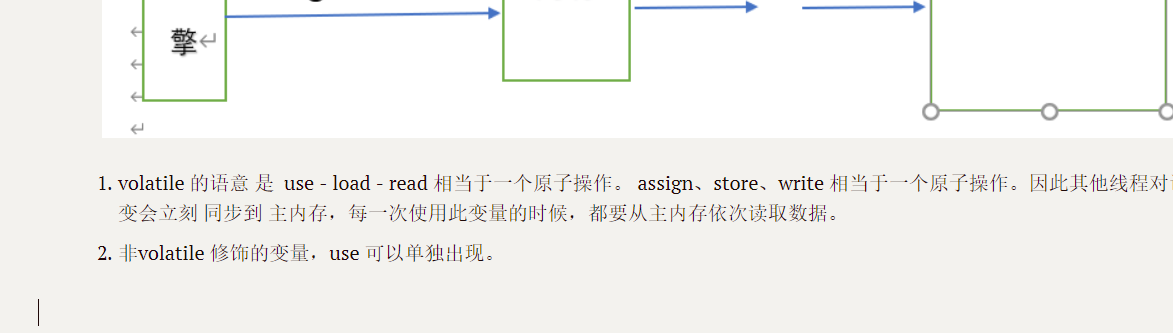 擎
1. volatile 的语意 是 use - load - read 相当于一个原子操作。 assign、store、write 相当于一个原子操作。因此其他线程对
变会立刻 同步到 主内存，每一次使用此变量的时候，都要从主内存依次读取数据。
2. 非volatile 修饰的变量，use 可以单独出现。